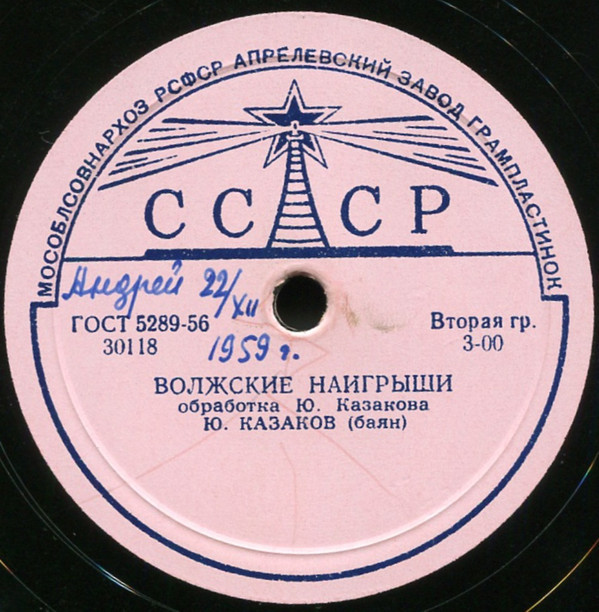 МОСОБЛСОВНАРХОЗ РСФСР АПРЕЛЕВСКИЙ ЗАВОД ГРАМПЛАСТИНОК
СССР
Андрей 22/XII
1959 г.
ГОСТ 5289-56
30118
Вторая гр.
3-00
ВОЛЖСКИЕ НАИГРЫШИ
обработка Ю. Казакова
Ю. КАЗАКОВ (баян)